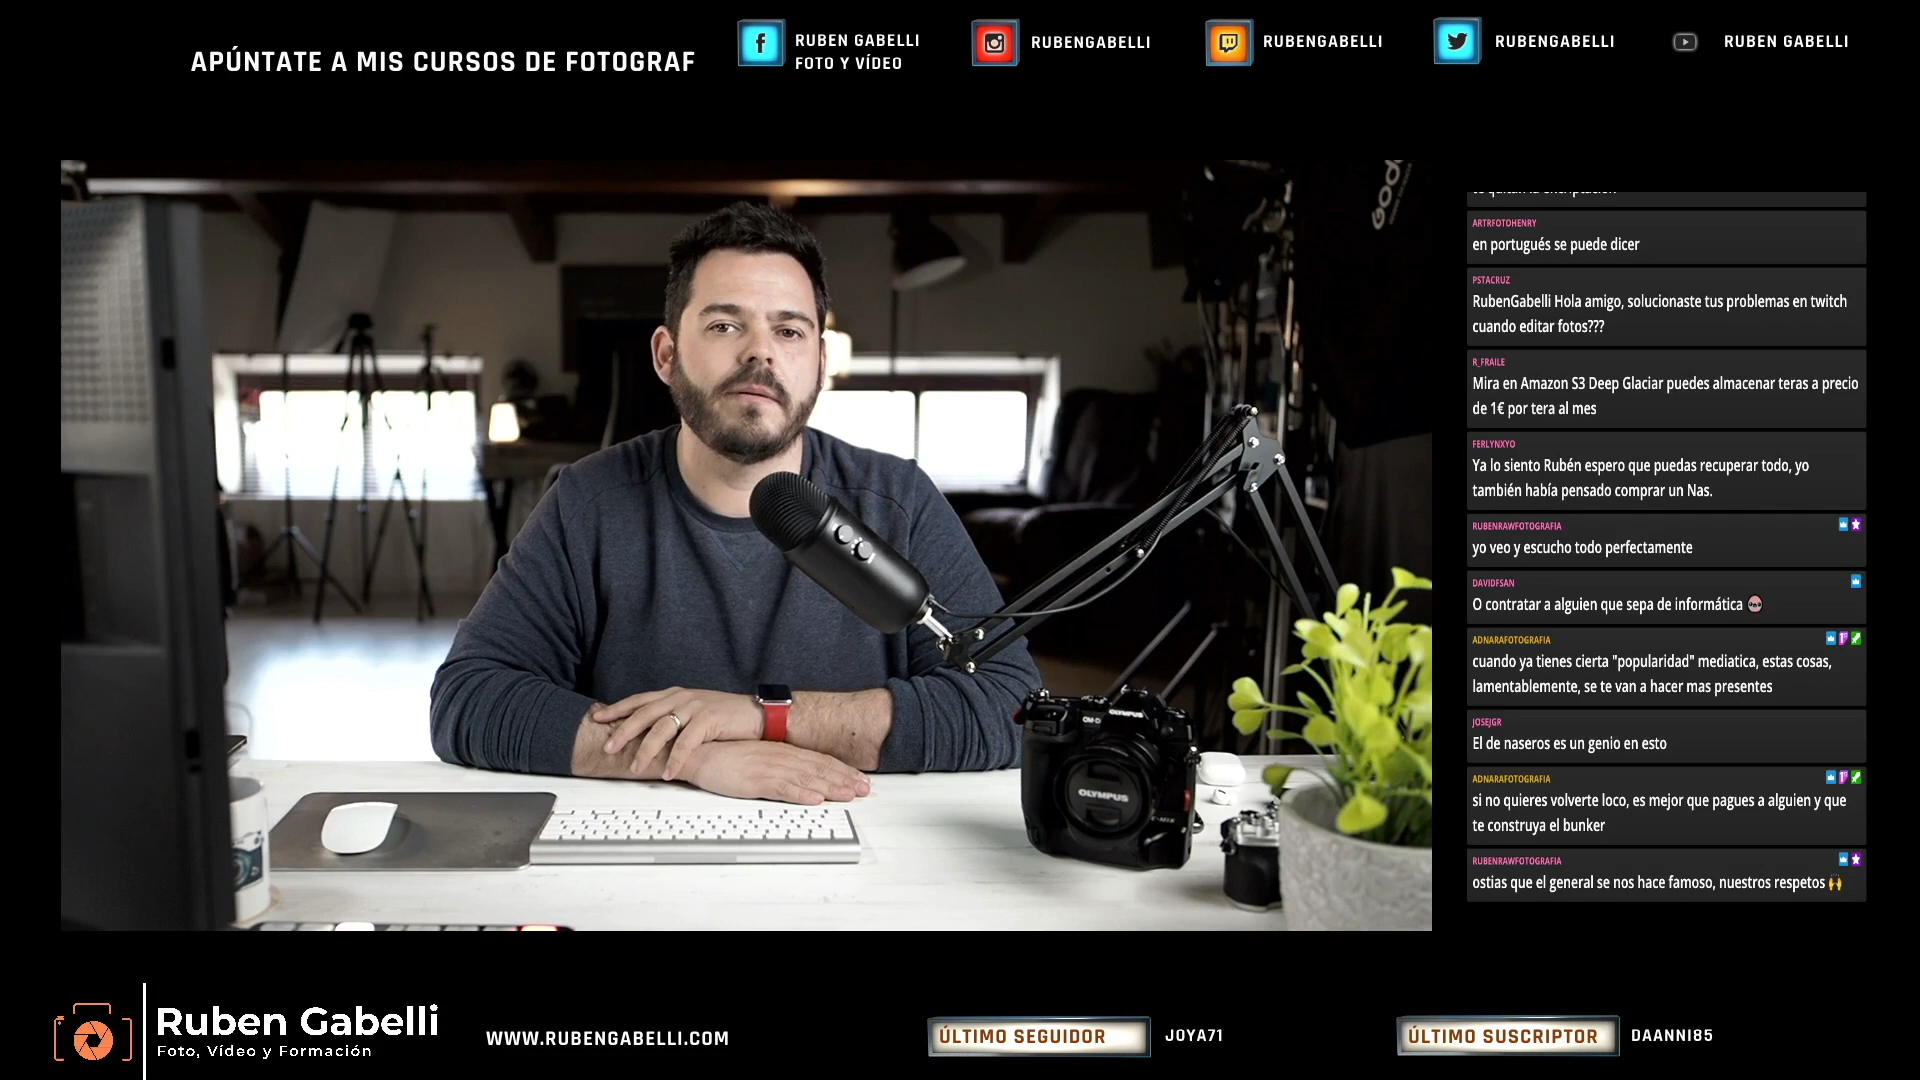 APÚNTATE A MIS CURSOS DE FOTOGRAF
RUBEN GABELLI
FOTO Y VÍDEO
RUBENGABELLI
RUBENGABELLI
RUBENGABELLI
RUBEN GABELLI
GODOX
ARTRFOTOHENRY
en portugués se puede dicer
PSTACRUZ
RubenGabelli Hola amigo, solucionaste tus problemas en twitch
cuando editar fotos???
R_FRAILE
Mira en Amazon S3 Deep Glaciar puedes almacenar teras a precio
de 1€ por tera al mes
FERLYNXYO
Ya lo siento Rubén espero que puedas recuperar todo, yo
también había pensado comprar un Nas.
RUBENRAWFOTOGRAFIA
yo veo y escucho todo perfectamente
DAVIDFSAN
O contratar a alguien que sepa de informática
ADNARAFOTOGRAFIA
cuando ya tienes cierta "popularidad" mediatica, estas cosas,
lamentablemente, se te van a hacer mas presentes
JOSEJGR
El de naseros es un genio en esto
ADNARAFOTOGRAFIA
si no quieres volverte loco, es mejor que pagues a alguien y que
te construya el bunker
RUBENRAWFOTOGRAFIA
ostias que el general se nos hace famoso, nuestros respetos
OLYMPUS
OM-D
OLYMPUS
Ruben Gabelli
Foto, Vídeo y Formación
WWW.RUBENGABELLI.COM
ÚLTIMO SEGUIDOR
JOYA71
ÚLTIMO SUSCRIPTOR
DAANNI85